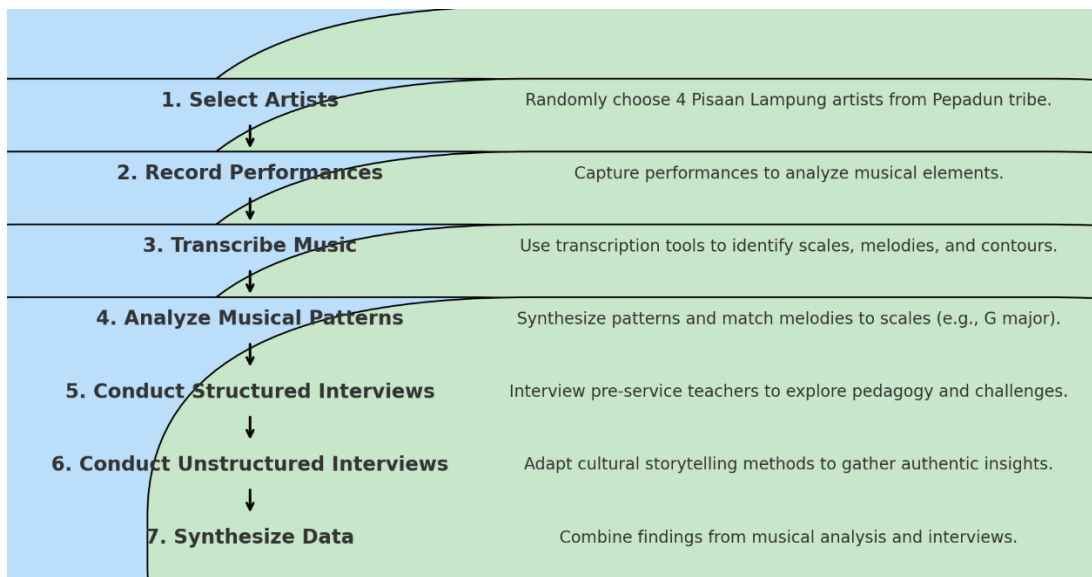 1. Select Artists
Randomly choose 4 Pisaan Lampung artists from Pepadun tribe.
2. Record Performances
Capture performances to analyze musical elements.
3. Transcribe Music
Use transcription tools to identify scales, melodies, and contours.
4. Analyze Musical Patterns
Synthesize patterns and match melodies to scales (e.g., G major).
5. Conduct Structured Interviews
Interview pre-service teachers to explore pedagogy and challenges.
6. Conduct Unstructured Interviews
Adapt cultural storytelling methods to gather authentic insights.
7. Synthesize Data
Combine findings from musical analysis and interviews.